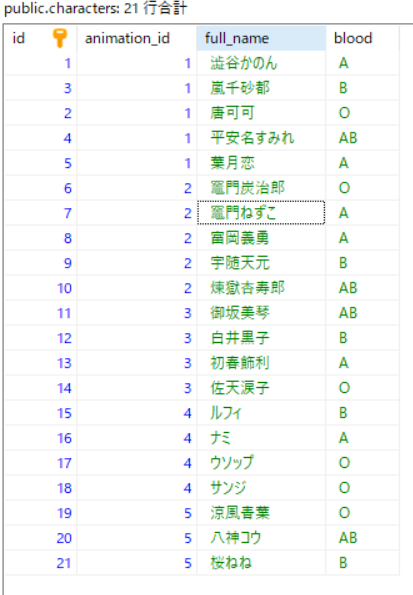 public.characters: 21 行合計
id animation_id full_name blood
1 1 澁谷かのん A
3 1 嵐千砂都 B
2 1 唐可可 O
4 1 平安名すみれ AB
5 1 葉月恋 A
6 2 竈門炭治郎 O
7 2 竈門ねずこ A
8 2 富岡義勇 A
9 2 宇随天元 B
10 2 煉獄杏寿郎 AB
11 3 御坂美琴 AB
12 3 白井黒子 B
13 3 初春飾利 A
14 3 佐天涙子 O
15 4 ルフィ B
16 4 ナミ A
17 4 ウソップ O
18 4 サンジ O
19 5 涼風青葉 O
20 5 八神コウ AB
21 5 桜ねね B